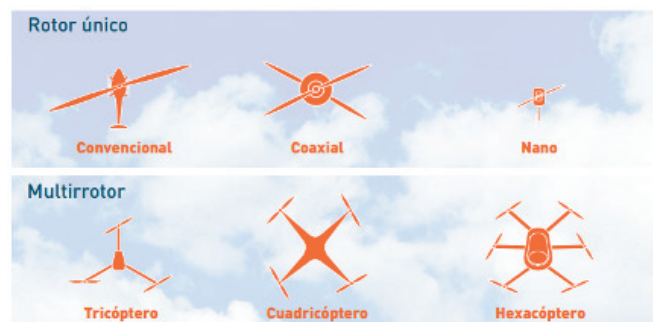 Rotor único
Convencional
Coaxial
Nano
Multirrotor
Tricóptero
Cuadricóptero
Hexacóptero